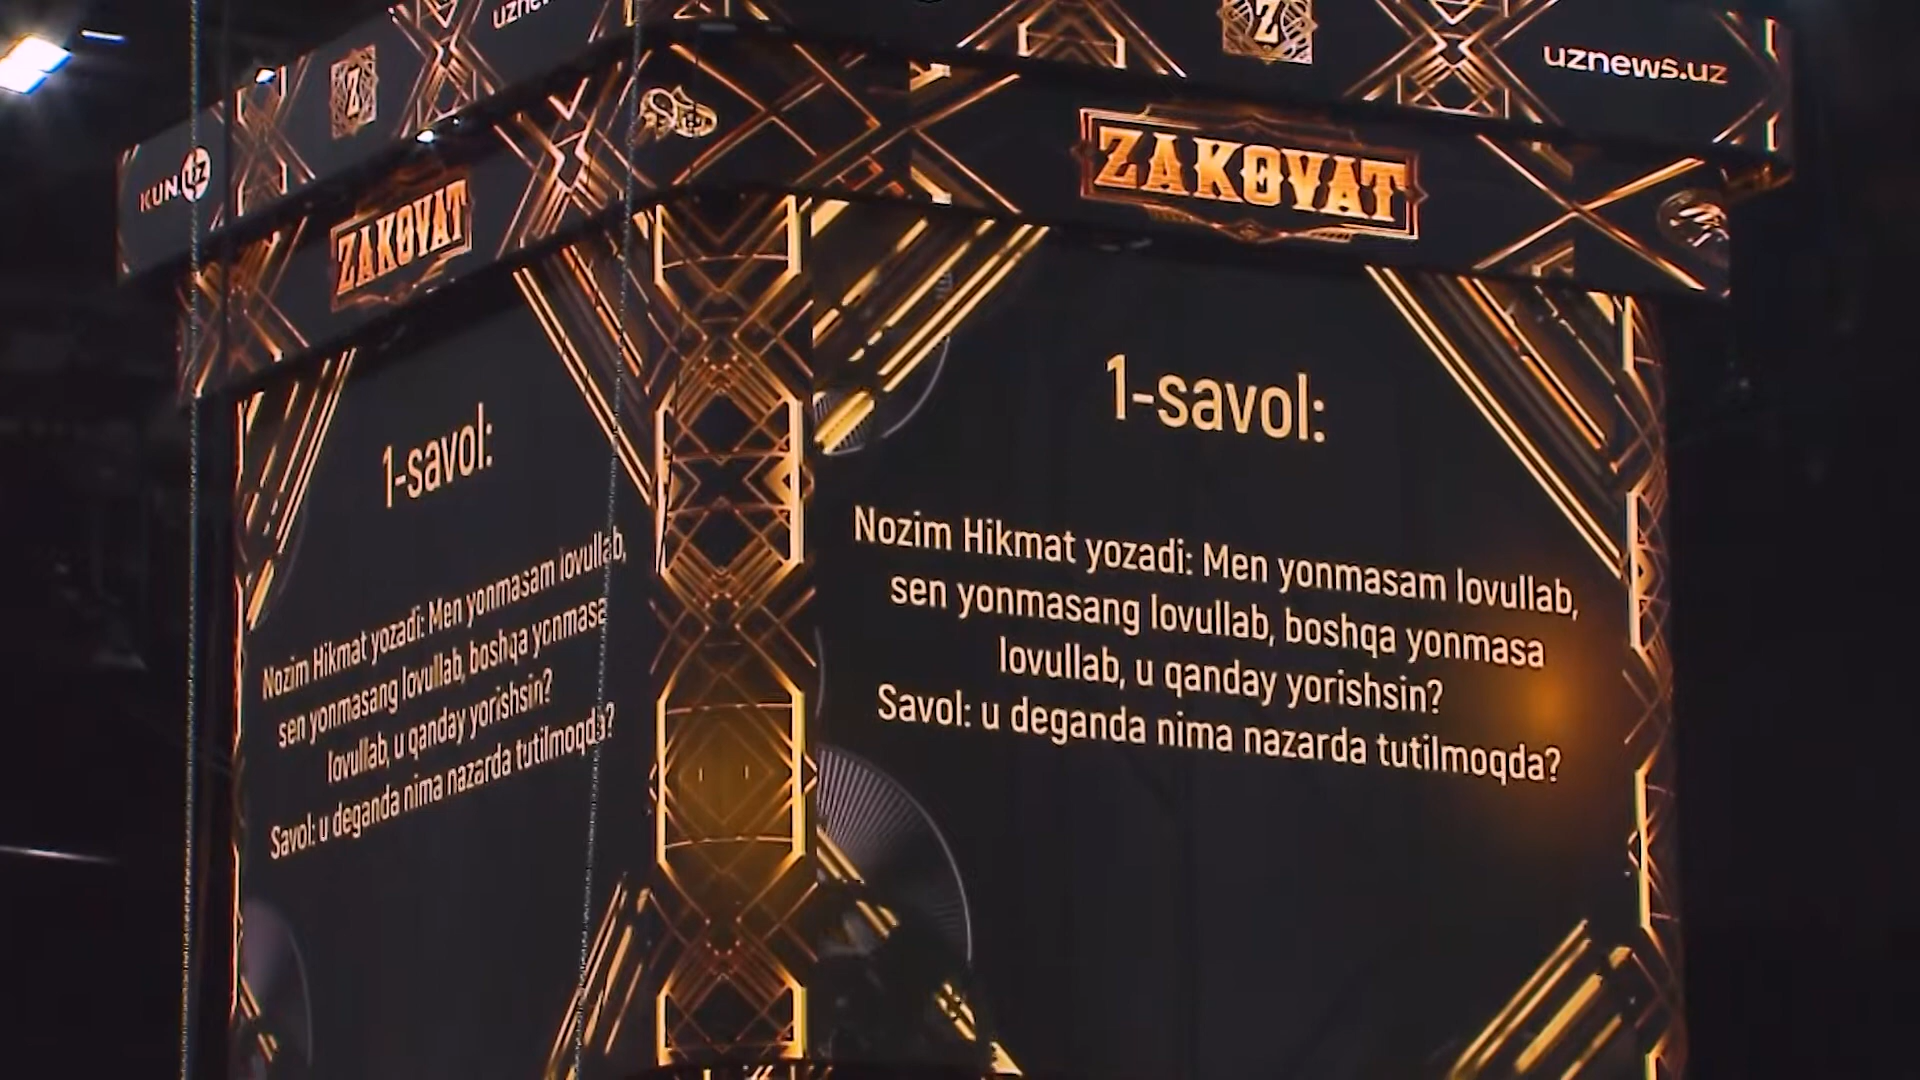 uznew
Z
Z
uznews.uz
KUN.UZ
ZAKOVAT
ZAKOVAT
1-savol:
Nozim Hikmat yozadi: Men yonmasam lovullab,
sen yonmasang lovullab, boshqa yonmasa
lovullab, u qanday yorishsin?
Savol: u deganda nima nazarda tutilmoqda?
1-savol:
Nozim Hikmat yozadi: Men yonmasam lovullab,
sen yonmasang lovullab, boshqa yonmasa
lovullab, u qanday yorishsin?
Savol: u deganda nima nazarda tutilmoqda?